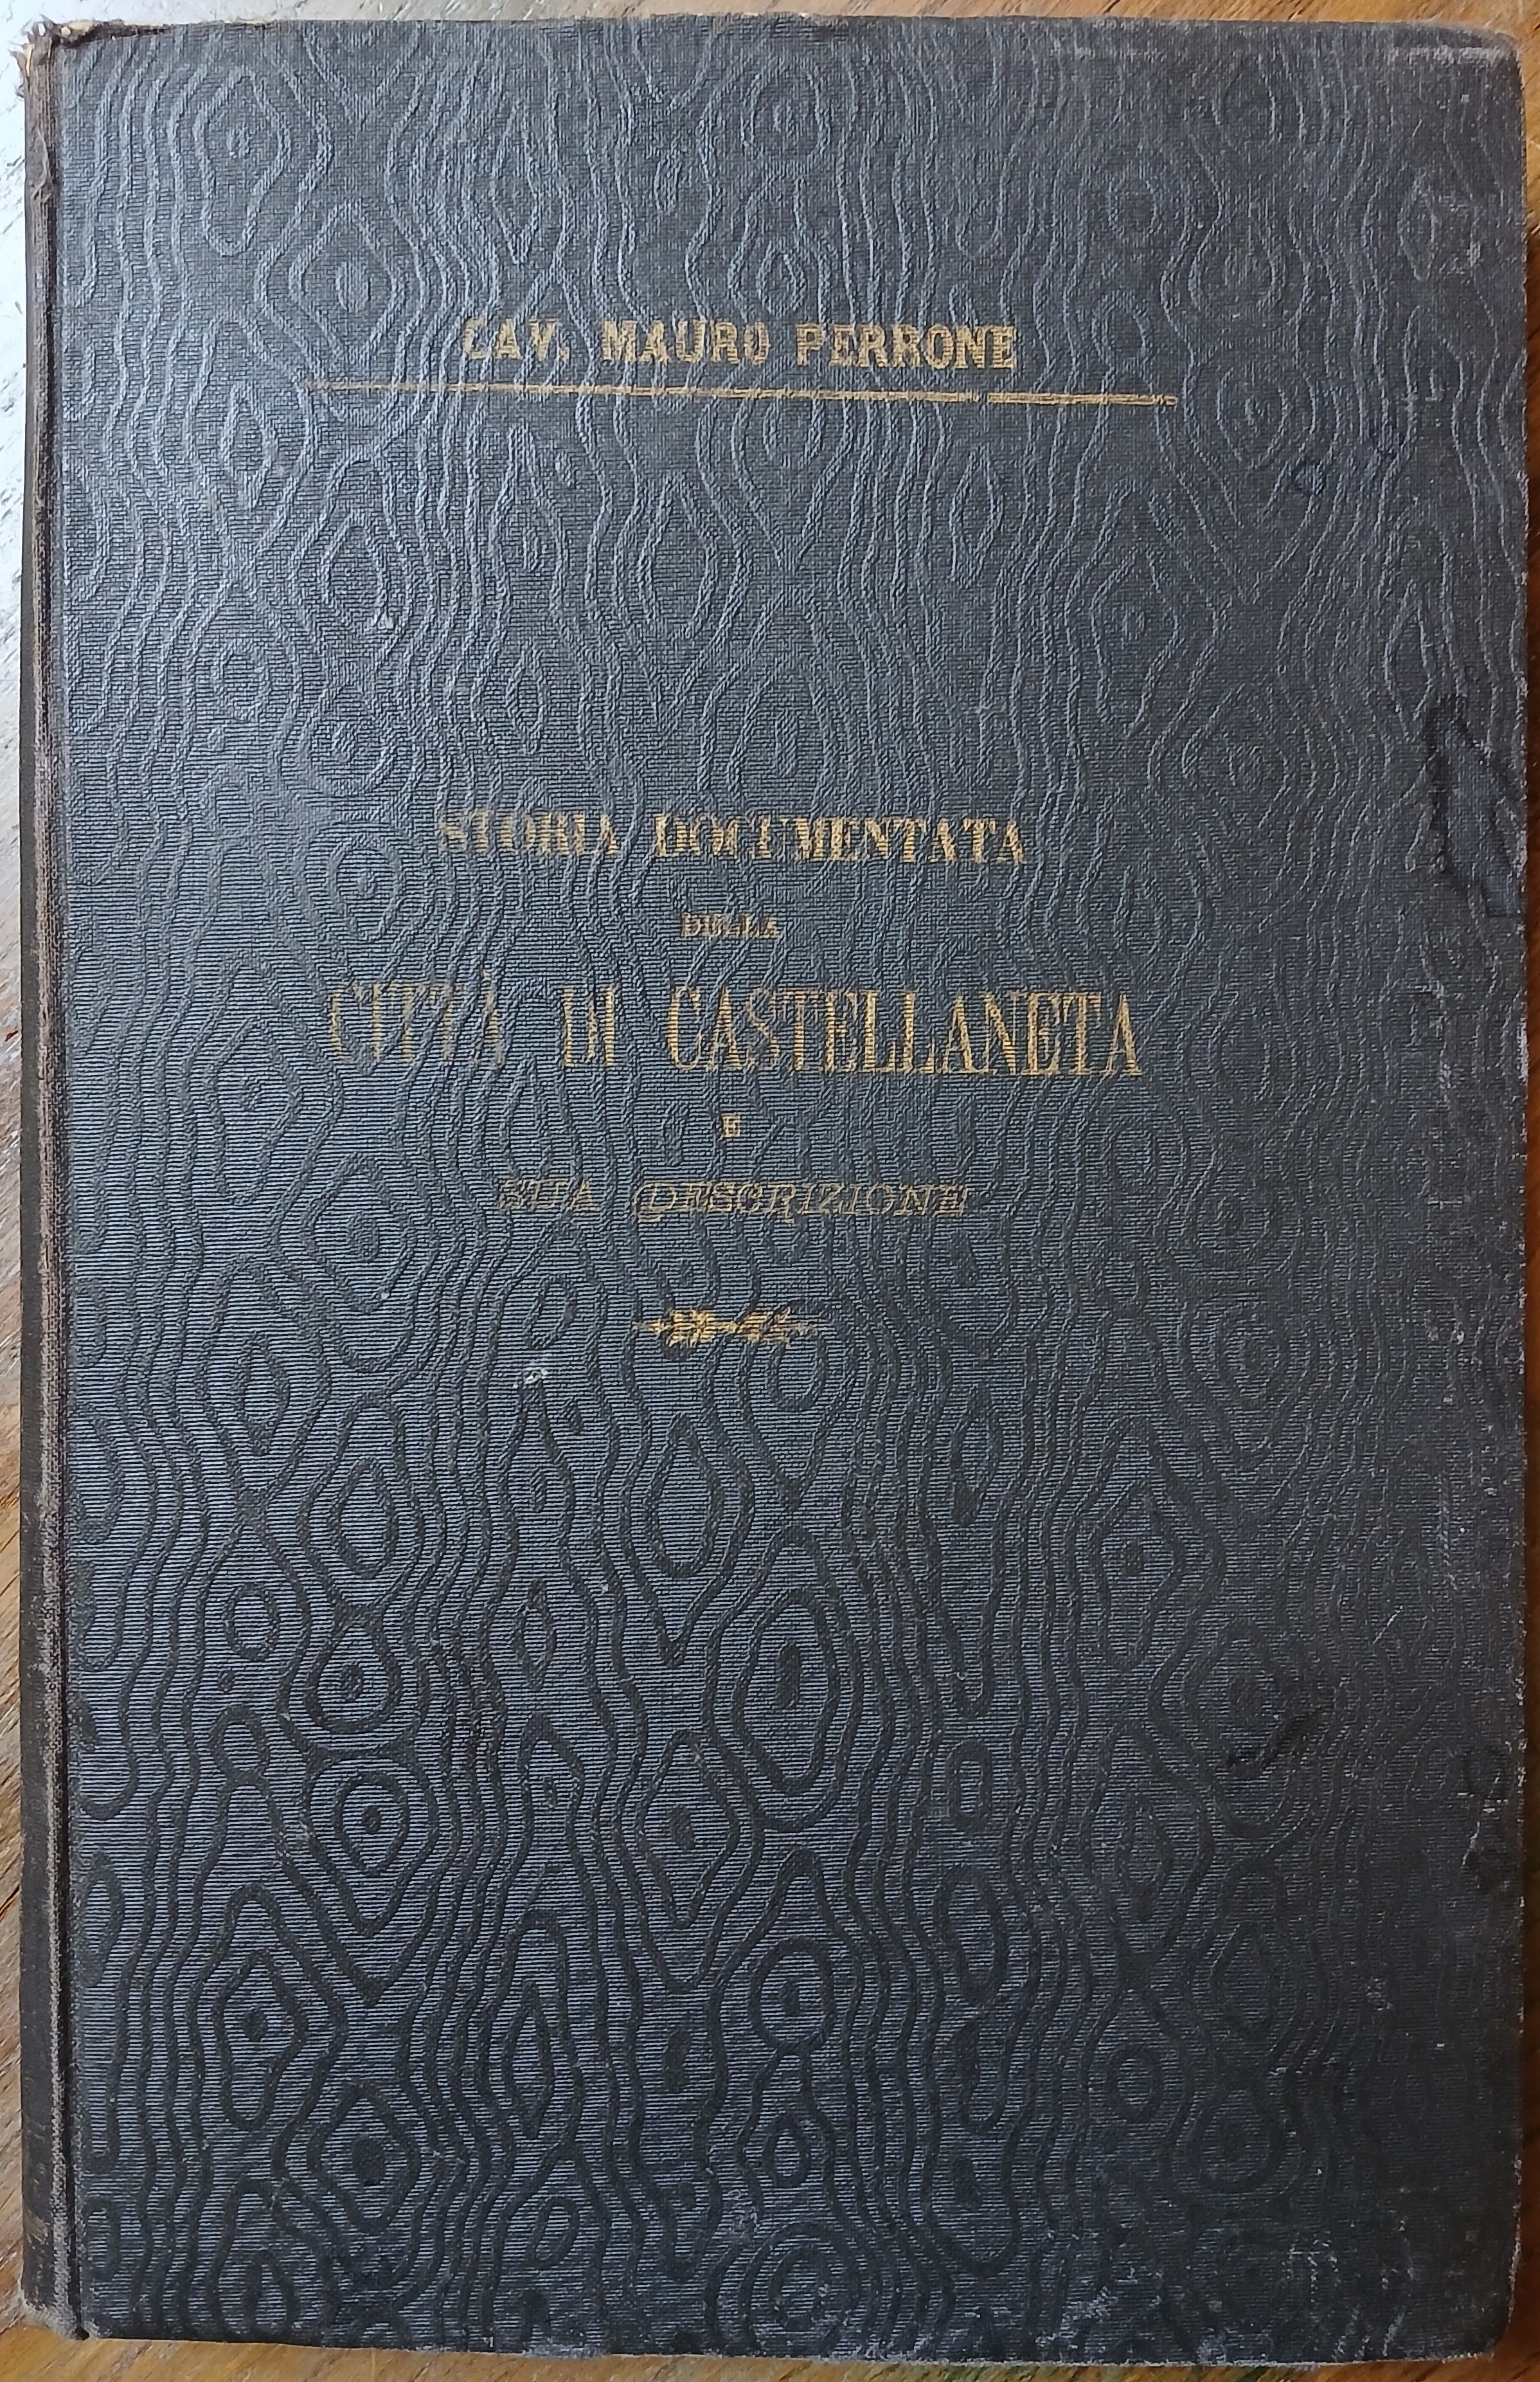 CAV. MAURO PERRONE
STORIA DOCUMENTATA
DELLA
CITTÀ DI CASTELLANETA
E
SUA DESCRIZIONE